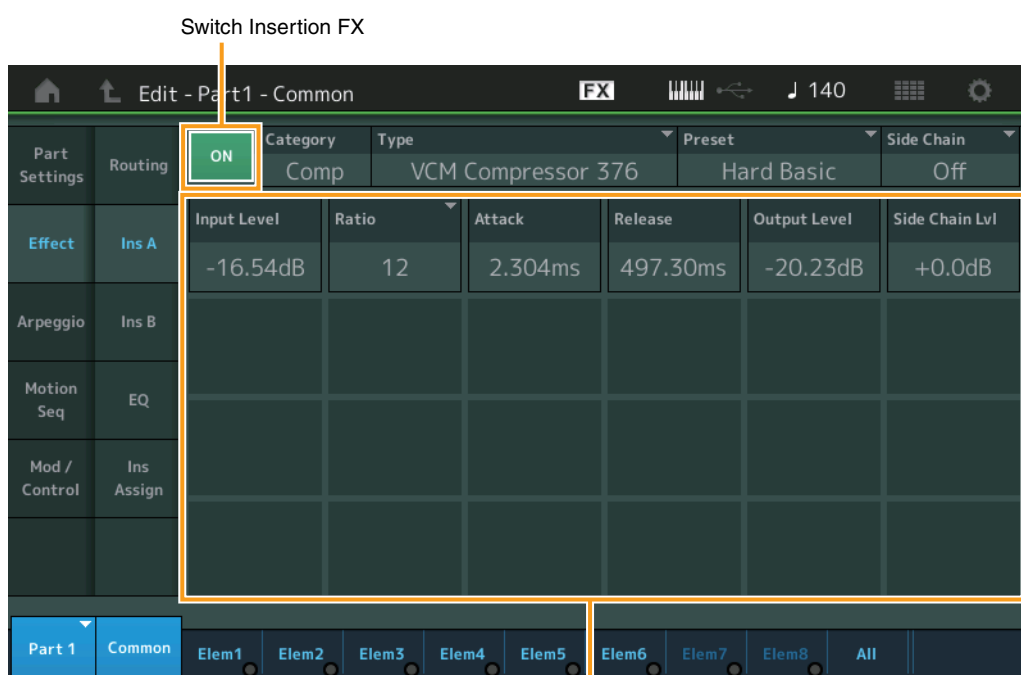 Switch Insertion FX
Edit - Part1 - Common
FX
140
Part
Settings
Routing
ON
Category
Comp
Type
VCM Compressor 376
Preset
Hard Basic
Side Chain
Off
Effect
Ins A
Input Level
-16.54dB
Ratio
12
Attack
2.304ms
Release
497.30ms
Output Level
-20.23dB
Side Chain Lvl
+0.0dB
Arpeggio
Ins B
Motion
Seq
EQ
Mod /
Control
Ins
Assign
Part 1
Common
Elem1
Elem2
Elem3
Elem4
Elem5
Elem6
Elem7
Elem8
All